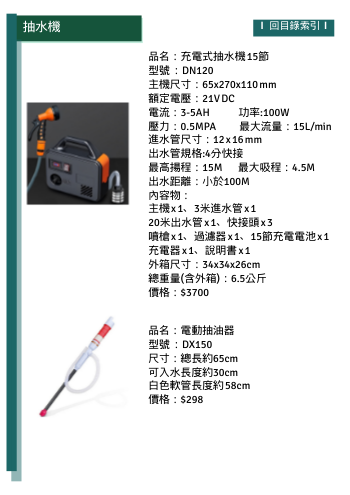 抽水機
I 回目錄索引 I
品名：充電式抽水機15節
型號：DN120
主機尺寸：65x270x110mm
額定電壓：21V DC
電流：3-5AH 功率:100W
壓力：0.5MPA 最大流量：15L/min
進水管尺寸：12x16mm
出水管規格:4分快接
最高揚程：15M 最大吸程：4.5M
出水距離：小於100M
內容物：
主機x1、3米進水管x1
20米出水管x1、快接頭x3
噴槍x1、過濾器x1、15節充電電池x1
充電器x1、說明書x1
外箱尺寸：34x34x26cm
總重量(含外箱)：6.5公斤
價格：$3700
品名：電動抽油器
型號：DX150
尺寸：總長約65cm
可入水長度約30cm
白色軟管長度約58cm
價格：$298